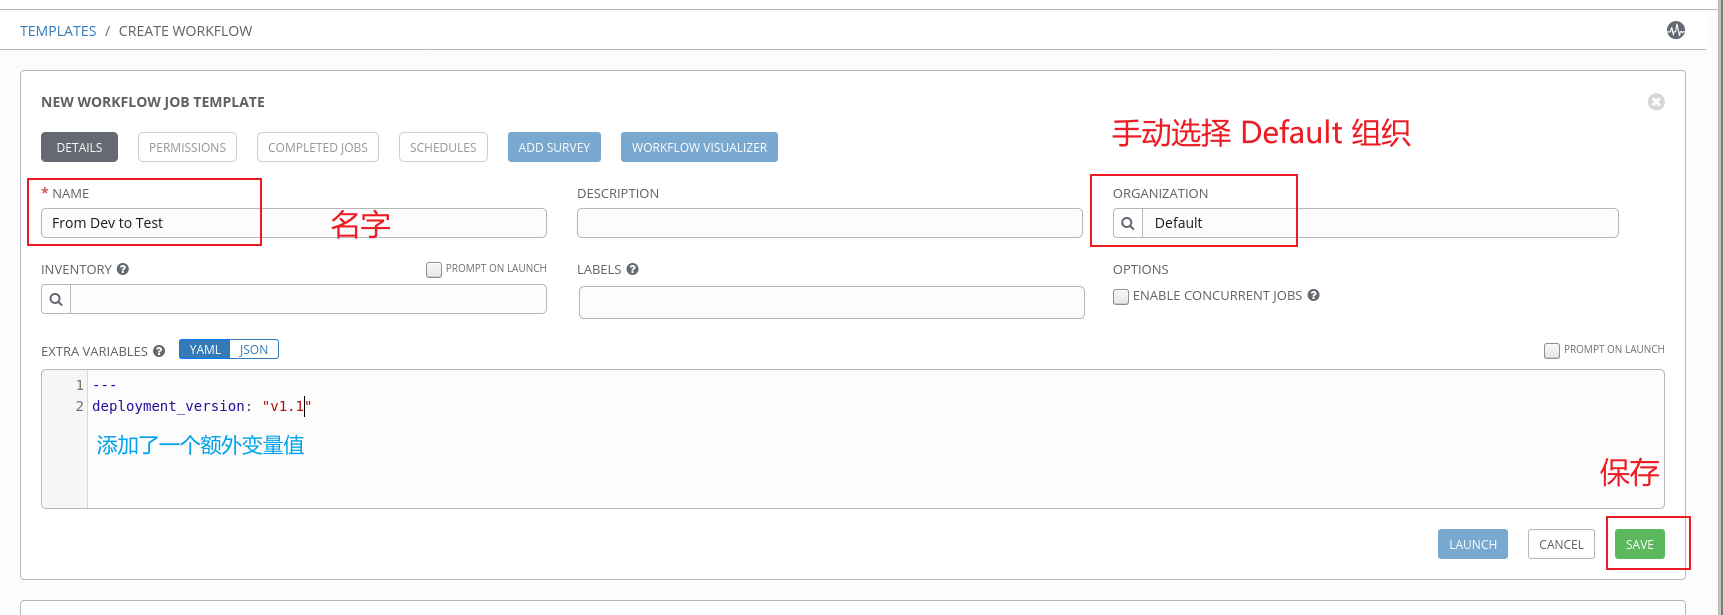 TEMPLATES / CREATE WORKFLOW
NEW WORKFLOW JOB TEMPLATE
手动选择 Default 组织
DETAILS PERMISSIONS COMPLETED JOBS SCHEDULES ADD SURVEY WORKFLOW VISUALIZER
* NAME DESCRIPTION ORGANIZATION
From Dev to Test 名字 Default
INVENTORY PROMPT ON LAUNCH LABELS OPTIONS
ENABLE CONCURRENT JOBS
EXTRA VARIABLES YAML JSON PROMPT ON LAUNCH
1 ---
2 deployment_version: "v1.1"
添加了一个额外变量值
保存
LAUNCH CANCEL SAVE